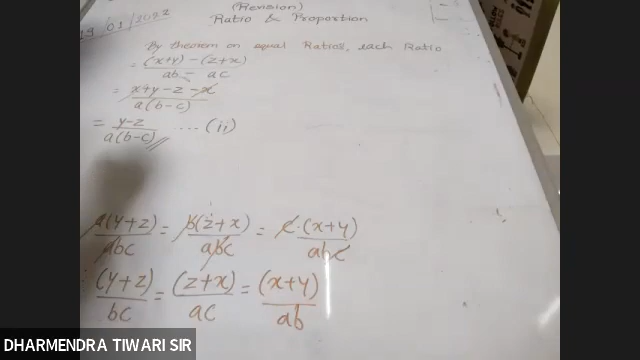 (Revision)
19/01/2022
Ratio & Proportion
By theorem on equal Ratios, each Ratio
= (x+y) - (z+x) / ab - ac
= x+y-z-x / a(b-c)
= y-z / a(b-c) .... (ii)
a(y+z) / abc = b(z+x) / abc = c.(x+y) / abc
(y+z) / bc = (z+x) / ac = (x+y) / ab
DHARMENDRA TIWARI SIR